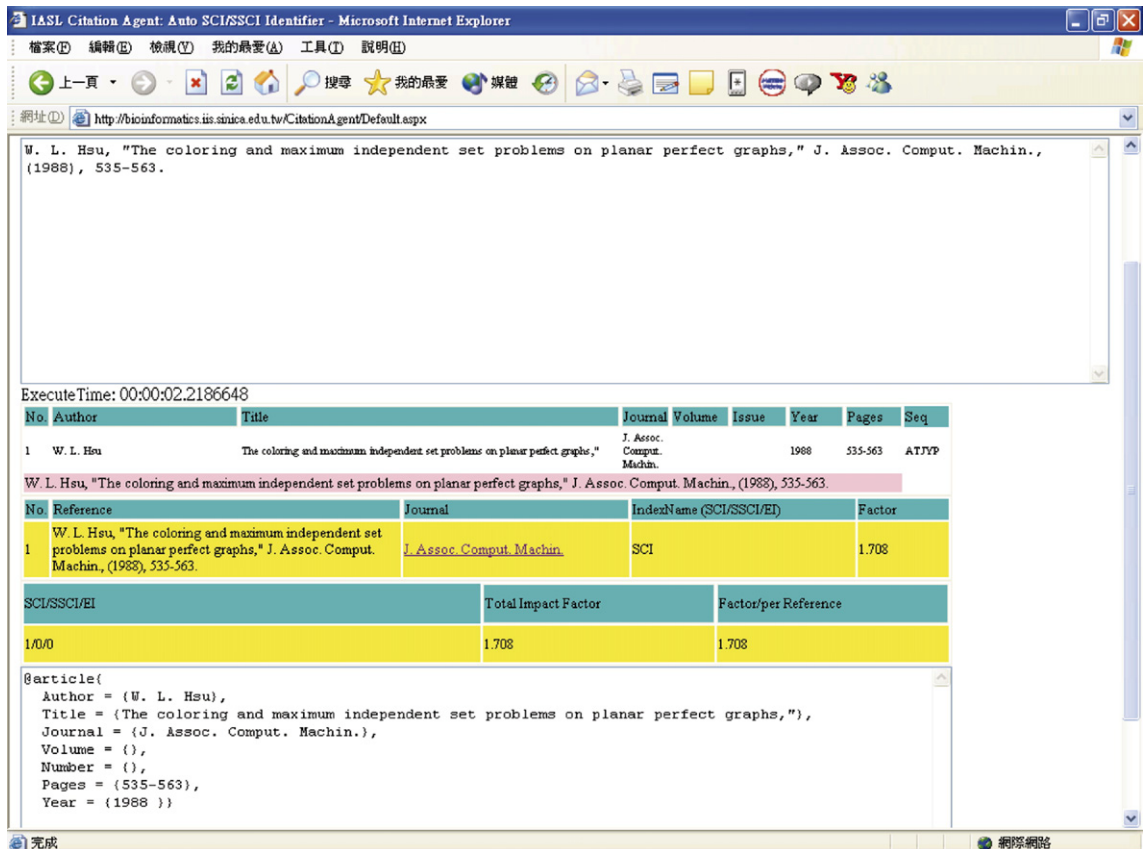 IASL Citation Agent: Auto SCI/SSCI Identifier - Microsoft Internet Explorer
檔案(F) 編輯(E) 檢視(V) 我的最愛(A) 工具(T) 說明(H)
上一頁 搜尋 我的最愛 媒體
網址(D) http://bioinformatics.iis.sinica.edu.tw/CitationAgent/Default.aspx
W. L. Hsu, "The coloring and maximum independent set problems on planar perfect graphs," J. Assoc. Comput. Machin.,
(1988), 535-563.
ExecuteTime: 00:00:02.2186648
No. Author Title Journal Volume Issue Year Pages Seq
1 W. L. Hsu The coloring and maximum independent set problems on planar perfect graphs," J. Assoc. Comput. Machin. 1988 535-563 ATJYP
W. L. Hsu, "The coloring and maximum independent set problems on planar perfect graphs," J. Assoc. Comput. Machin., (1988), 535-563.
No. Reference Journal IndexName (SCI/SSCI/EI) Factor
W. L. Hsu, "The coloring and maximum independent set
1 problems on planar perfect graphs," J. Assoc. Comput. J. Assoc. Comput. Machin. SCI 1.708
Machin., (1988), 535-563.
SCI/SSCI/EI Total Impact Factor Factor/per Reference
1/0/0 1.708 1.708
@article{
Author = {W. L. Hsu},
Title = {The coloring and maximum independent set problems on planar perfect graphs,"},
Journal = {J. Assoc. Comput. Machin.},
Volume = {},
Number = {},
Pages = {535-563},
Year = {1988 }}
完成 網際網路